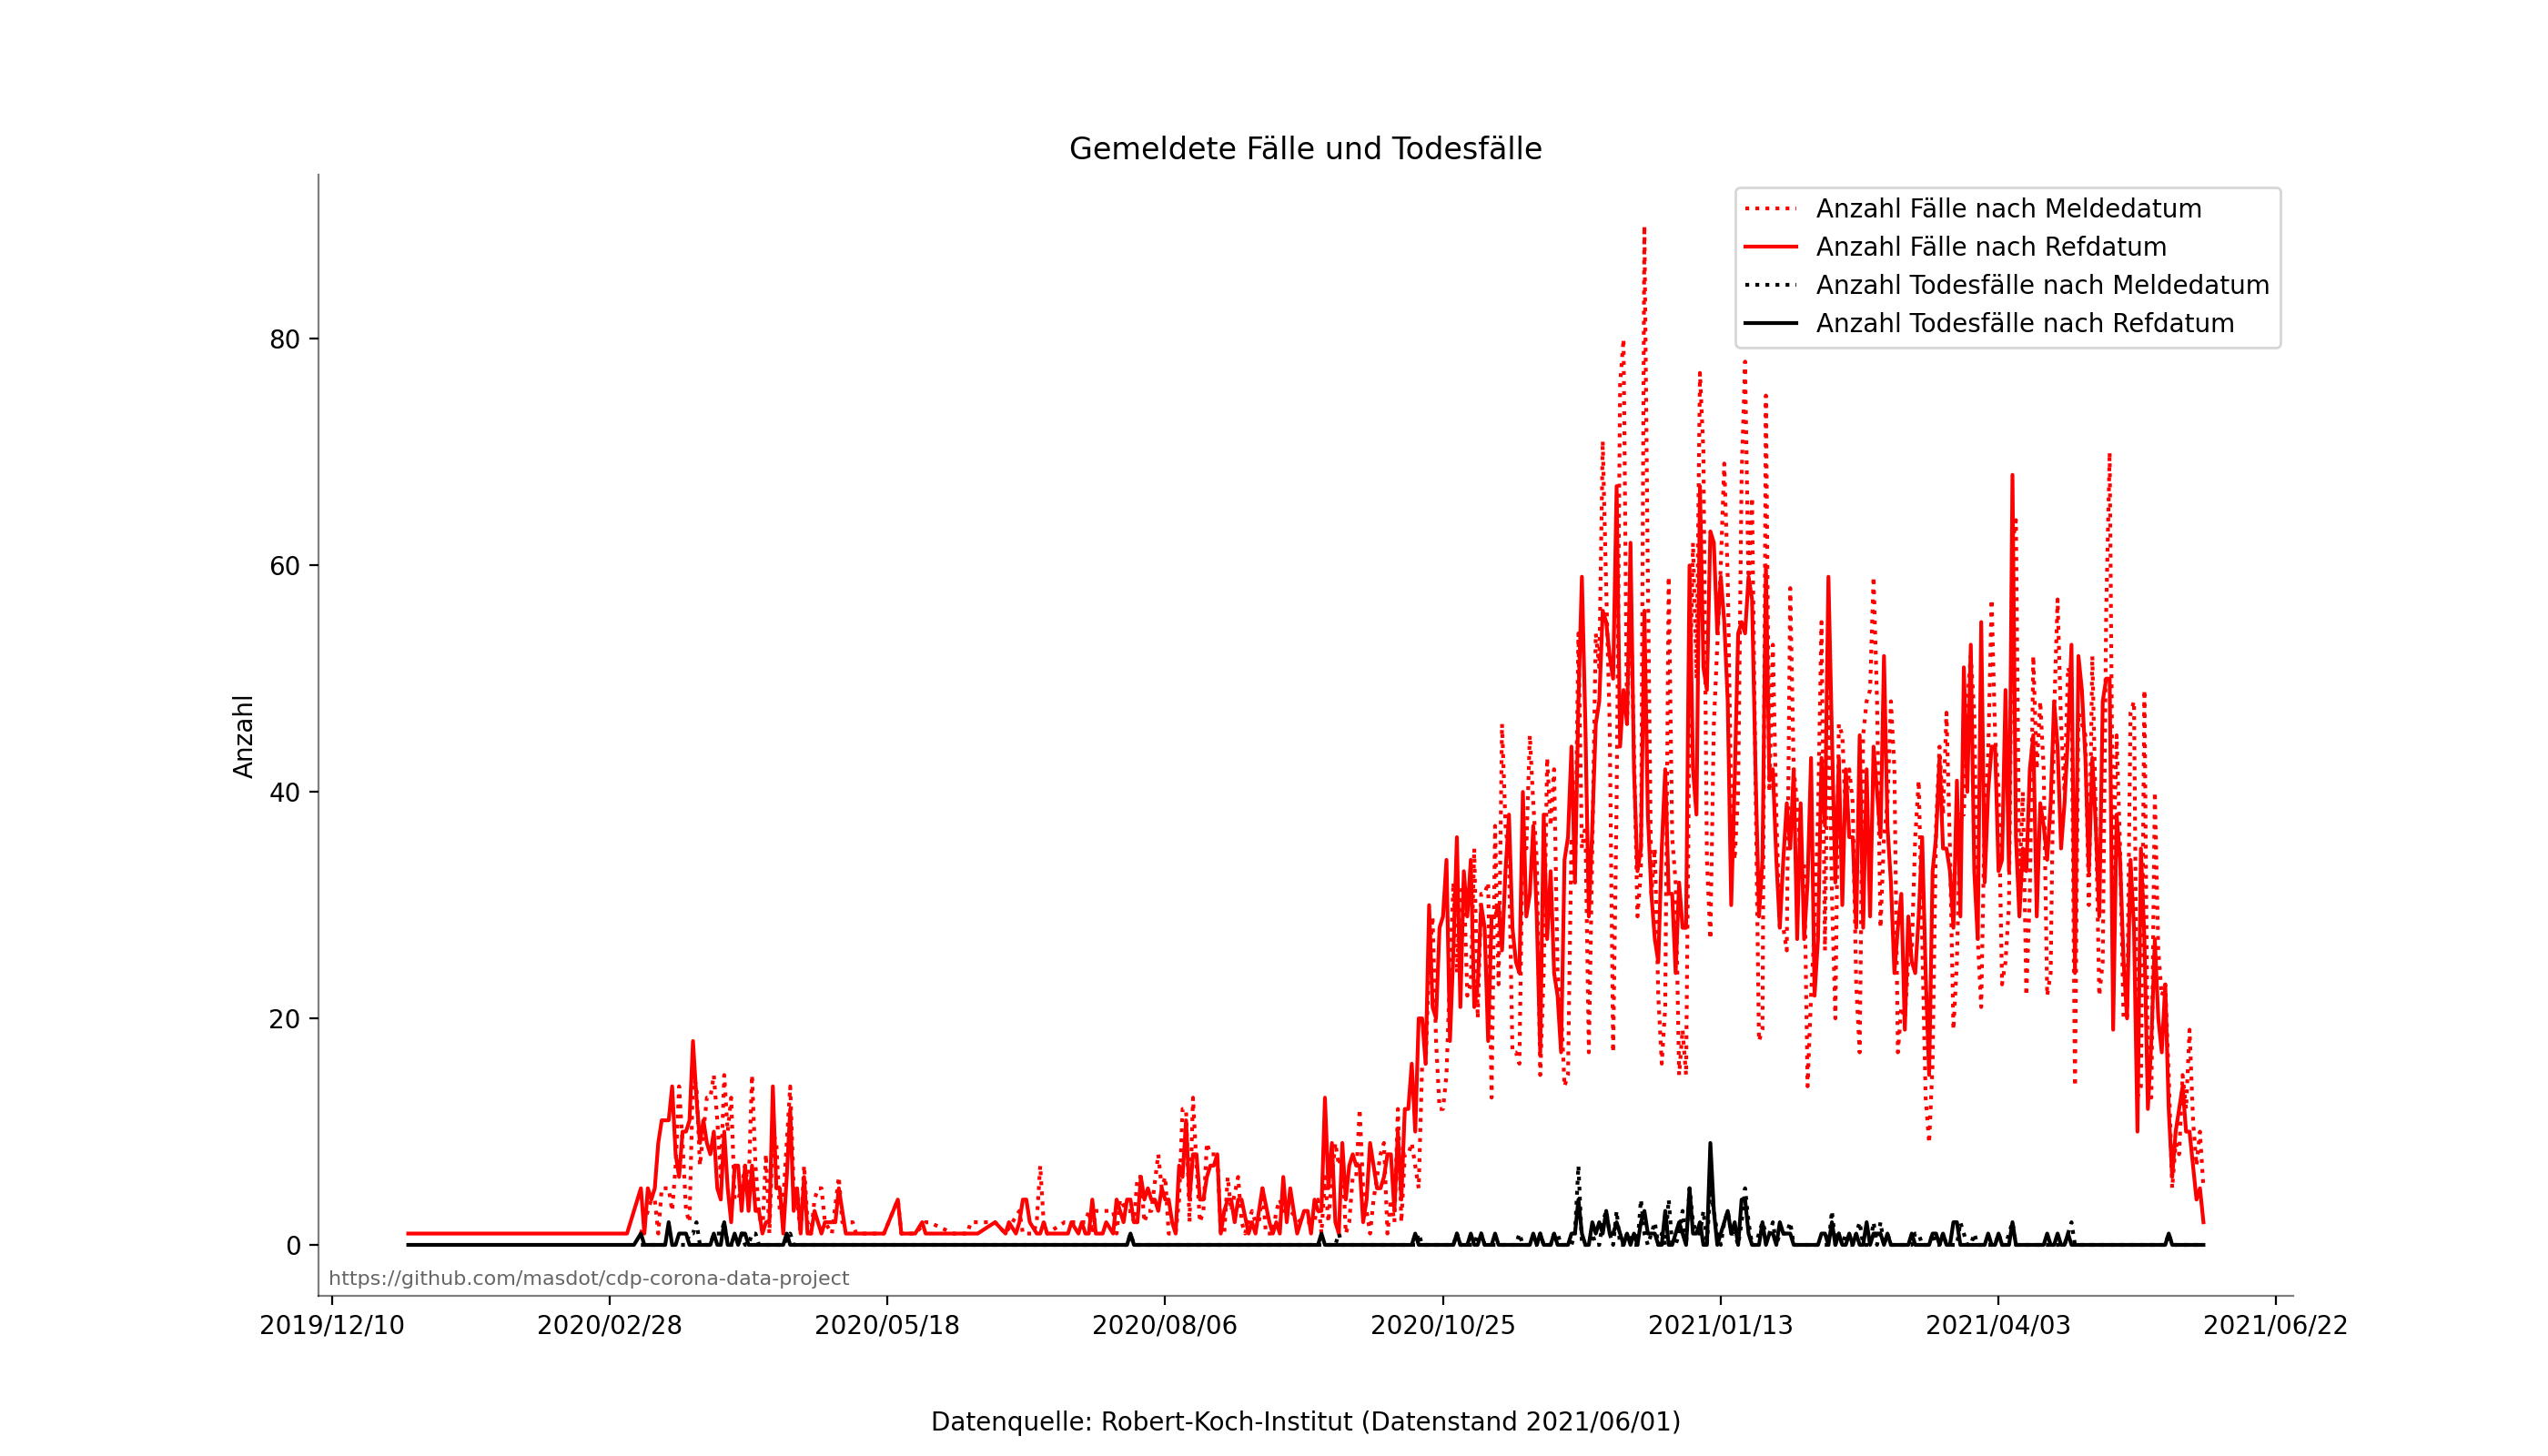 Gemeldete Fälle und Todesfälle
Anzahl Fälle nach Meldedatum
Anzahl Fälle nach Refdatum
Anzahl Todesfälle nach Meldedatum
Anzahl Todesfälle nach Refdatum
80
60
40
20
0
Anzahl
https://github.com/masdot/cdp-corona-data-project
2019/12/10 2020/02/28 2020/05/18 2020/08/06 2020/10/25 2021/01/13 2021/04/03 2021/06/22
Datenquelle: Robert-Koch-Institut (Datenstand 2021/06/01)